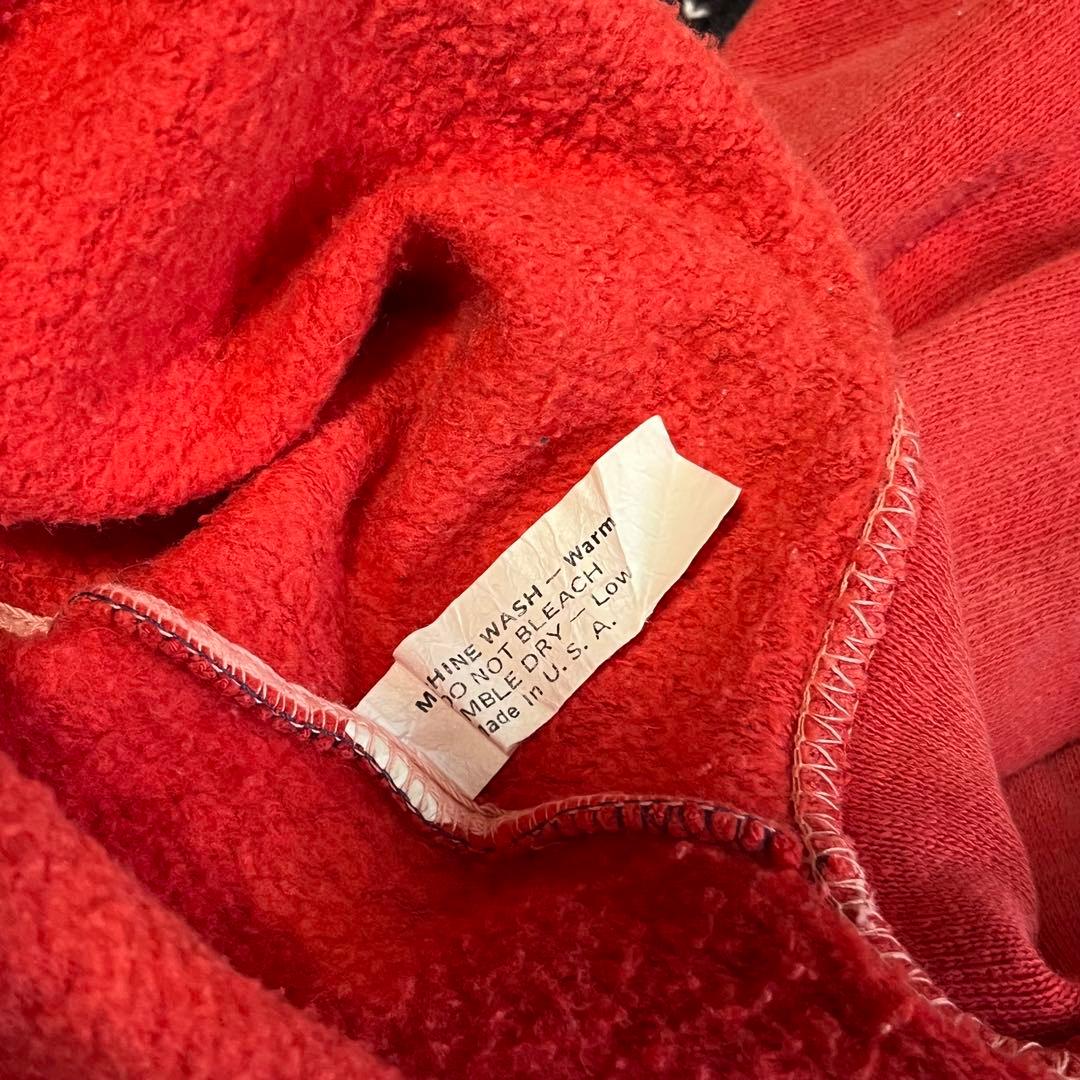 M HINE WASH — Warm
DO NOT BLEACH
MBLE DRY — Low
Made in U. S. A.